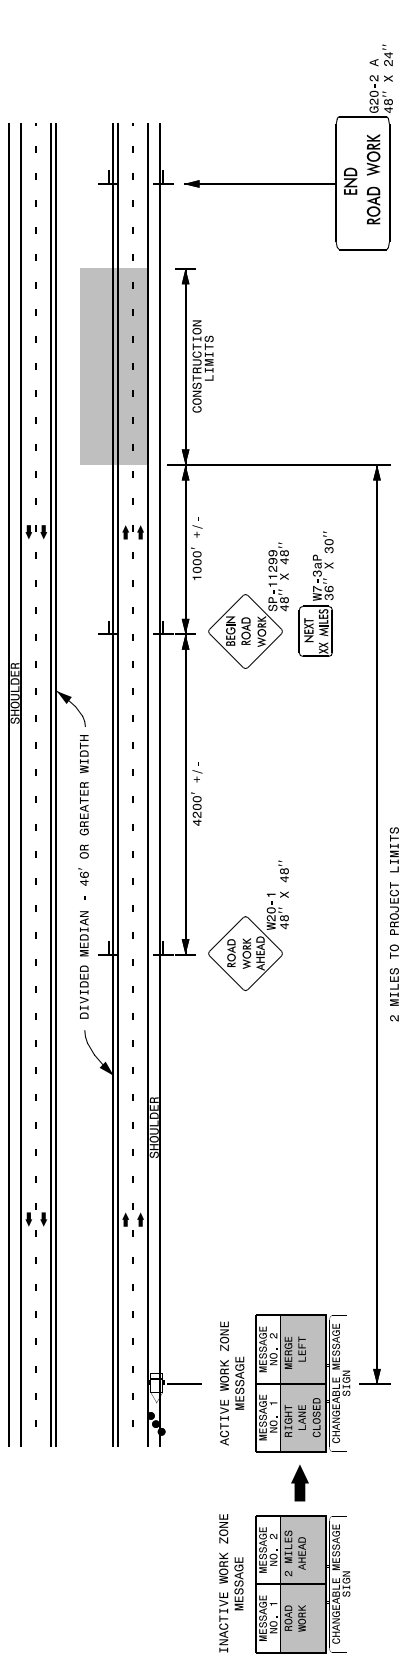 SHOULDER
DIVIDED MEDIAN - 46' OR GREATER WIDTH
SHOULDER
INACTIVE WORK ZONE
MESSAGE
MESSAGE
NO. 1
MESSAGE
NO. 2
ROAD
WORK
2 MILES
AHEAD
CHANGEABLE MESSAGE
SIGN
ACTIVE WORK ZONE
MESSAGE
MESSAGE
NO. 1
MESSAGE
NO. 2
RIGHT
LANE
CLOSED
MERGE
LEFT
CHANGEABLE MESSAGE
SIGN
4200' +/-
1000' +/-
CONSTRUCTION
LIMITS
ROAD
WORK
AHEAD
W20-1
48" X 48"
BEGIN
ROAD
WORK
SP-11299
48" X 48"
NEXT
XX MILES
W7-3aP
36" X 30"
END
ROAD WORK
G20-2 A
48" X 24"
2 MILES TO PROJECT LIMITS